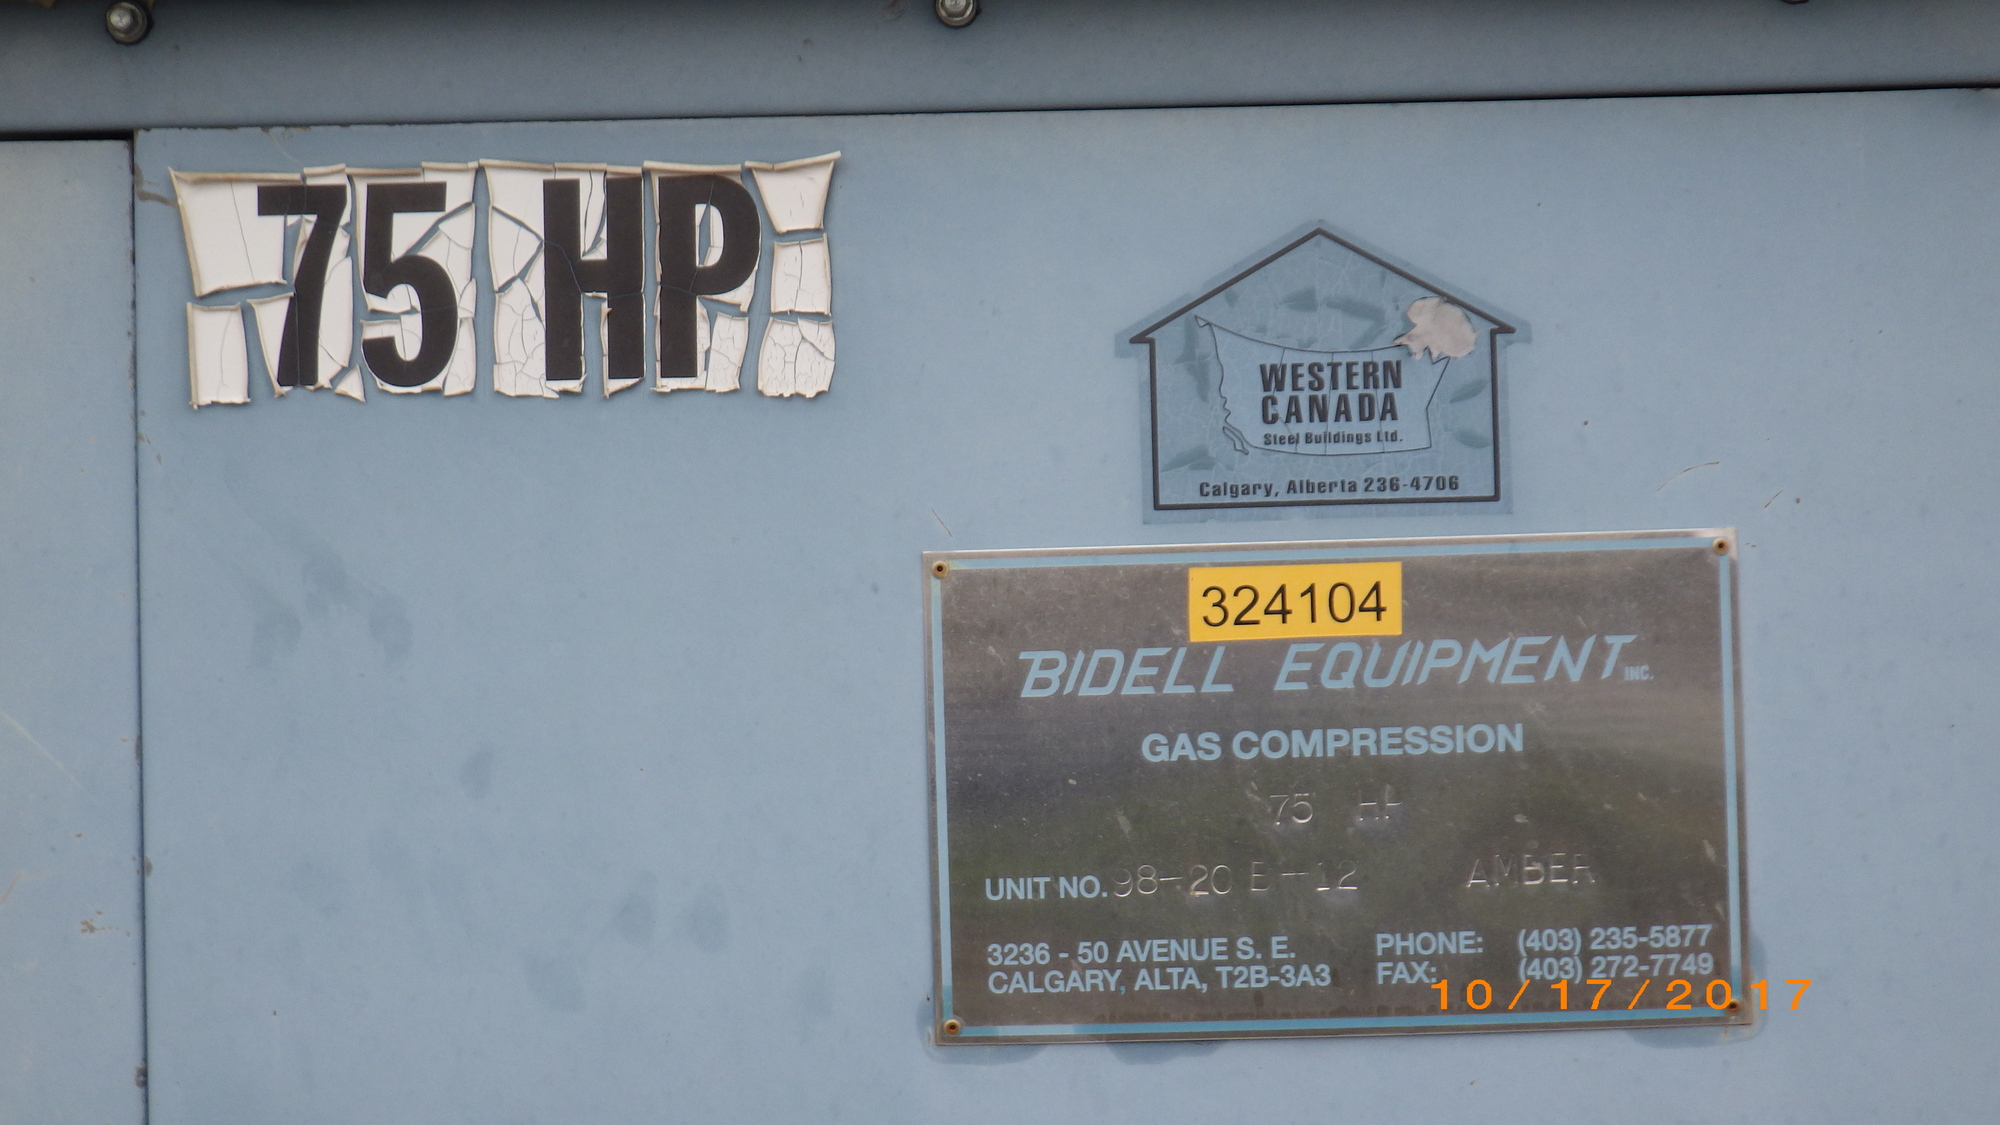 75 HP
WESTERN
CANADA
Steel Buildings Ltd.
Calgary, Alberta 236-4706
324104
BIDELL EQUIPMENT INC.
GAS COMPRESSION
75 HP
UNIT NO. 98-20 B-12 AMBER
3236 - 50 AVENUE S. E. PHONE: (403) 235-5877
CALGARY, ALTA, T2B-3A3 FAX: (403) 272-7749
10/17/2017